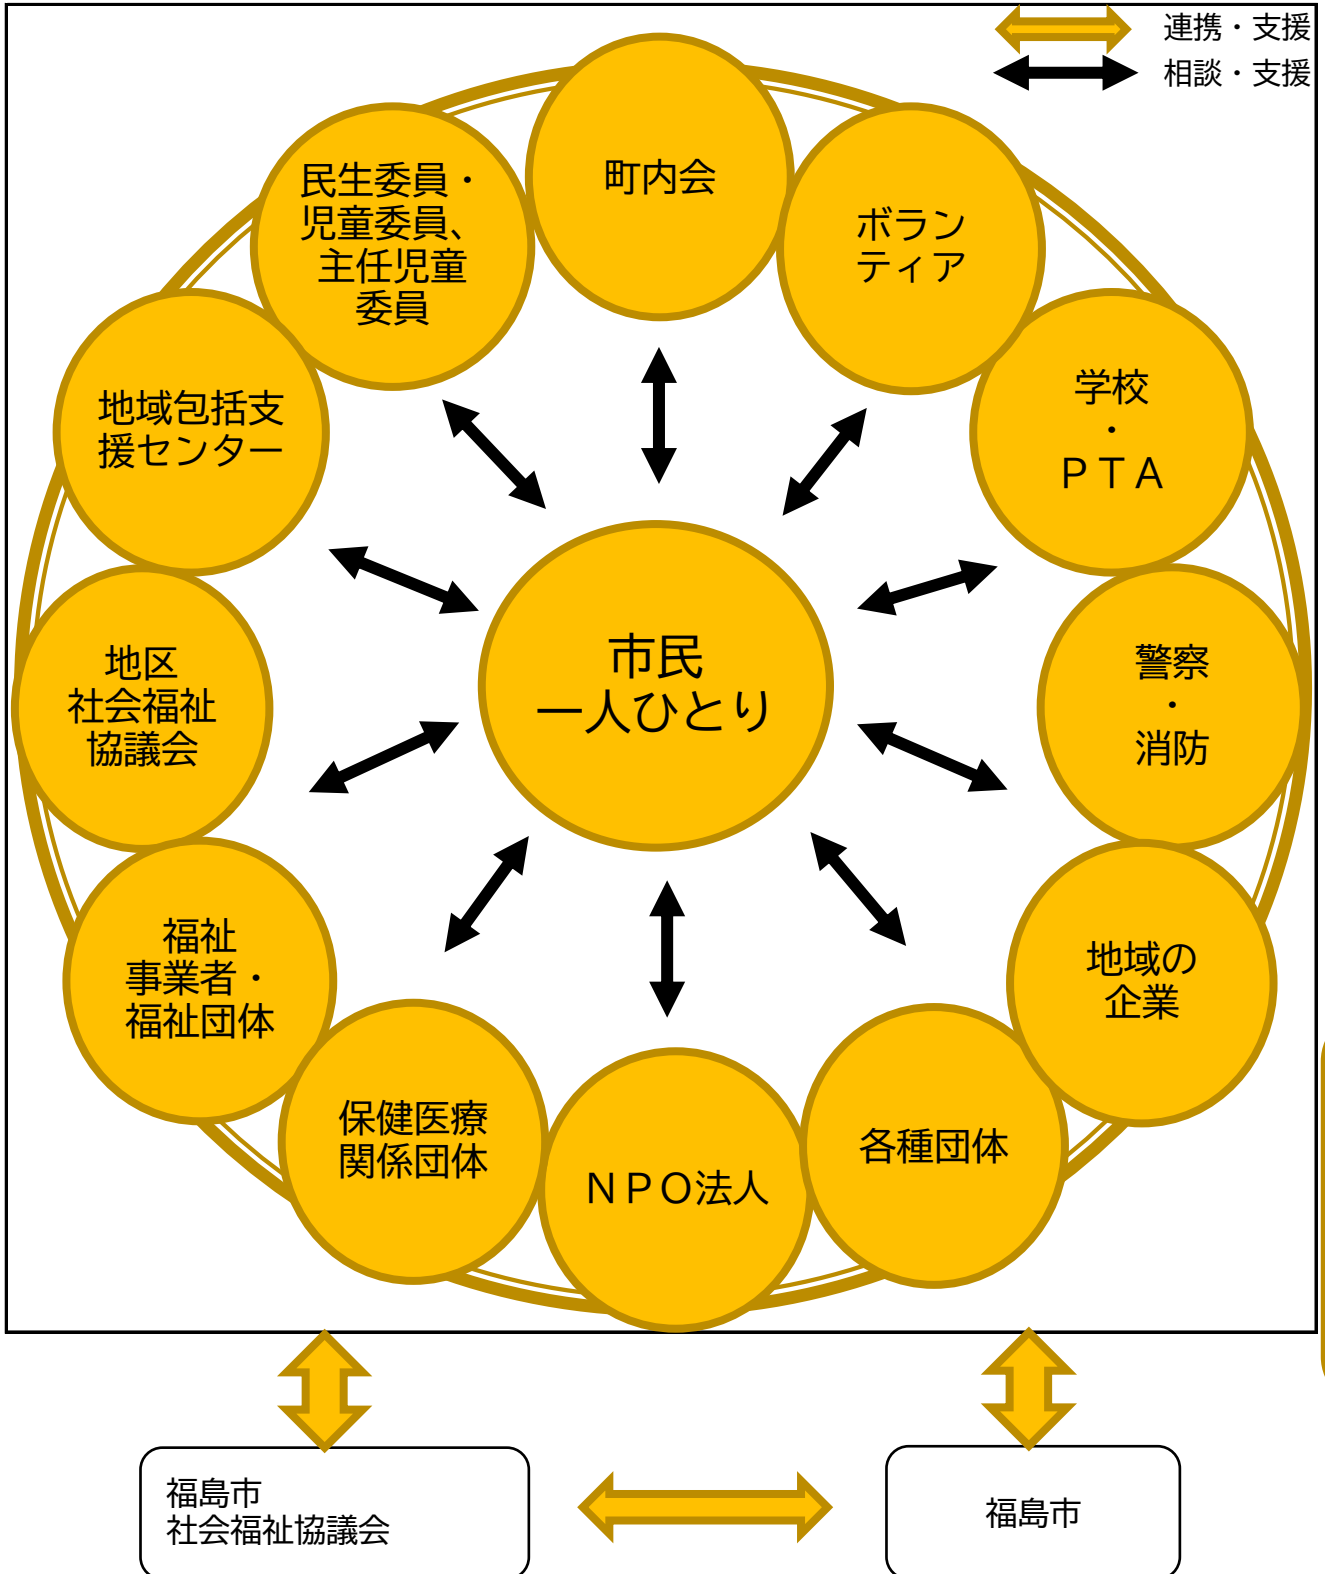 連携・支援
相談・支援
町内会
民生委員・
児童委員、
主任児童
委員
ボラン
ティア
学校
・
ＰＴＡ
地域包括支
援センター
市民
一人ひとり
地区
社会福祉
協議会
警察
・
消防
福祉
事業者・
福祉団体
地域の
企業
保健医療
関係団体
ＮＰＯ法人
各種団体
福島市
社会福祉協議会
福島市